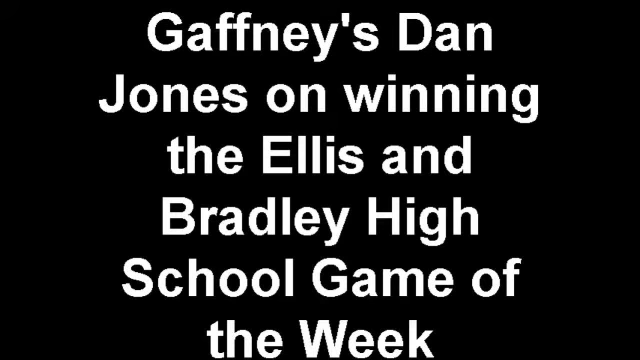 Gaffney's Dan
Jones on winning
the Ellis and
Bradley High
School Game of
the Week